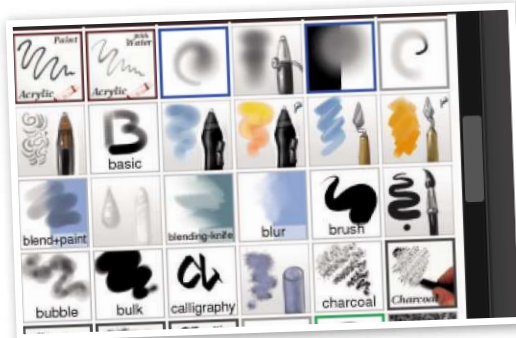 Paint
Acrylic
with
Water
Acrylic
basic
blend+paint
blending-knife
blur
brush
bubble
bulk
calligraphy
charcoal
Charcoal